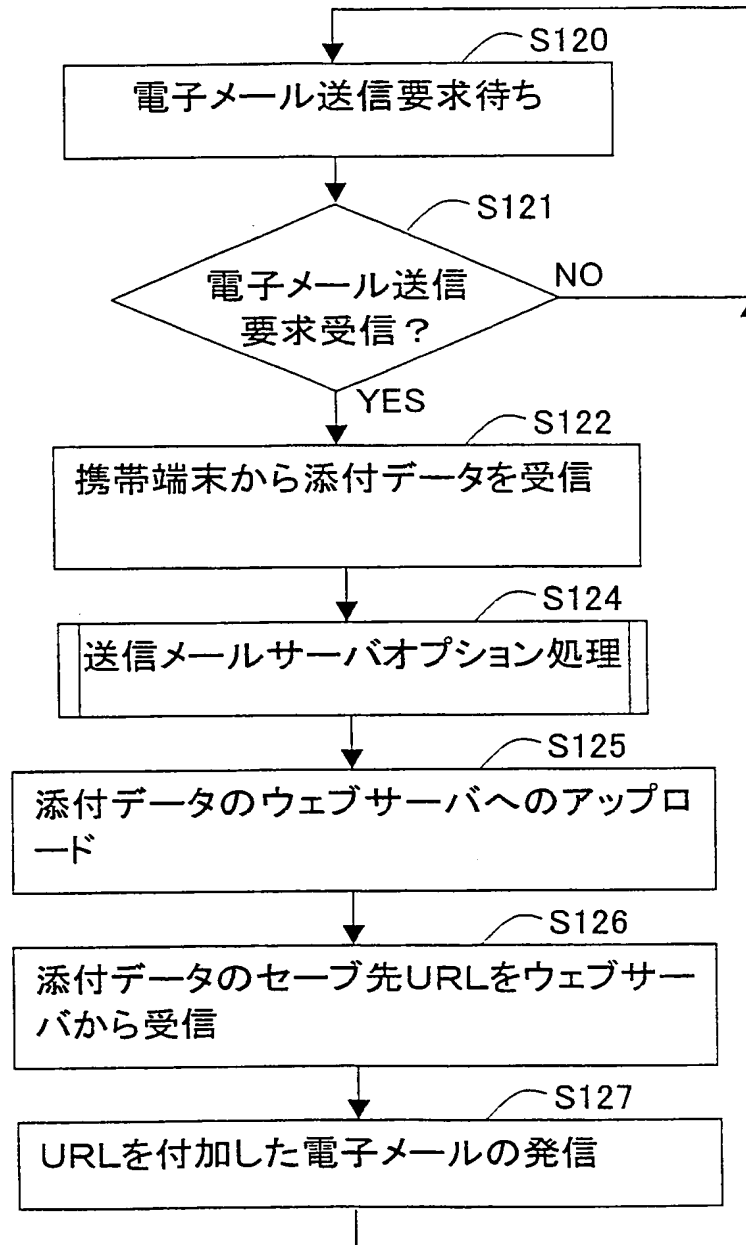 S120
電子メール送信要求待ち
S121
電子メール送信
要求受信？
NO
YES
S122
携帯端末から添付データを受信
S124
送信メールサーバオプション処理
S125
添付データのウェブサーバへのアップロ
ード
S126
添付データのセーブ先URLをウェブサー
バから受信
S127
URLを付加した電子メールの発信